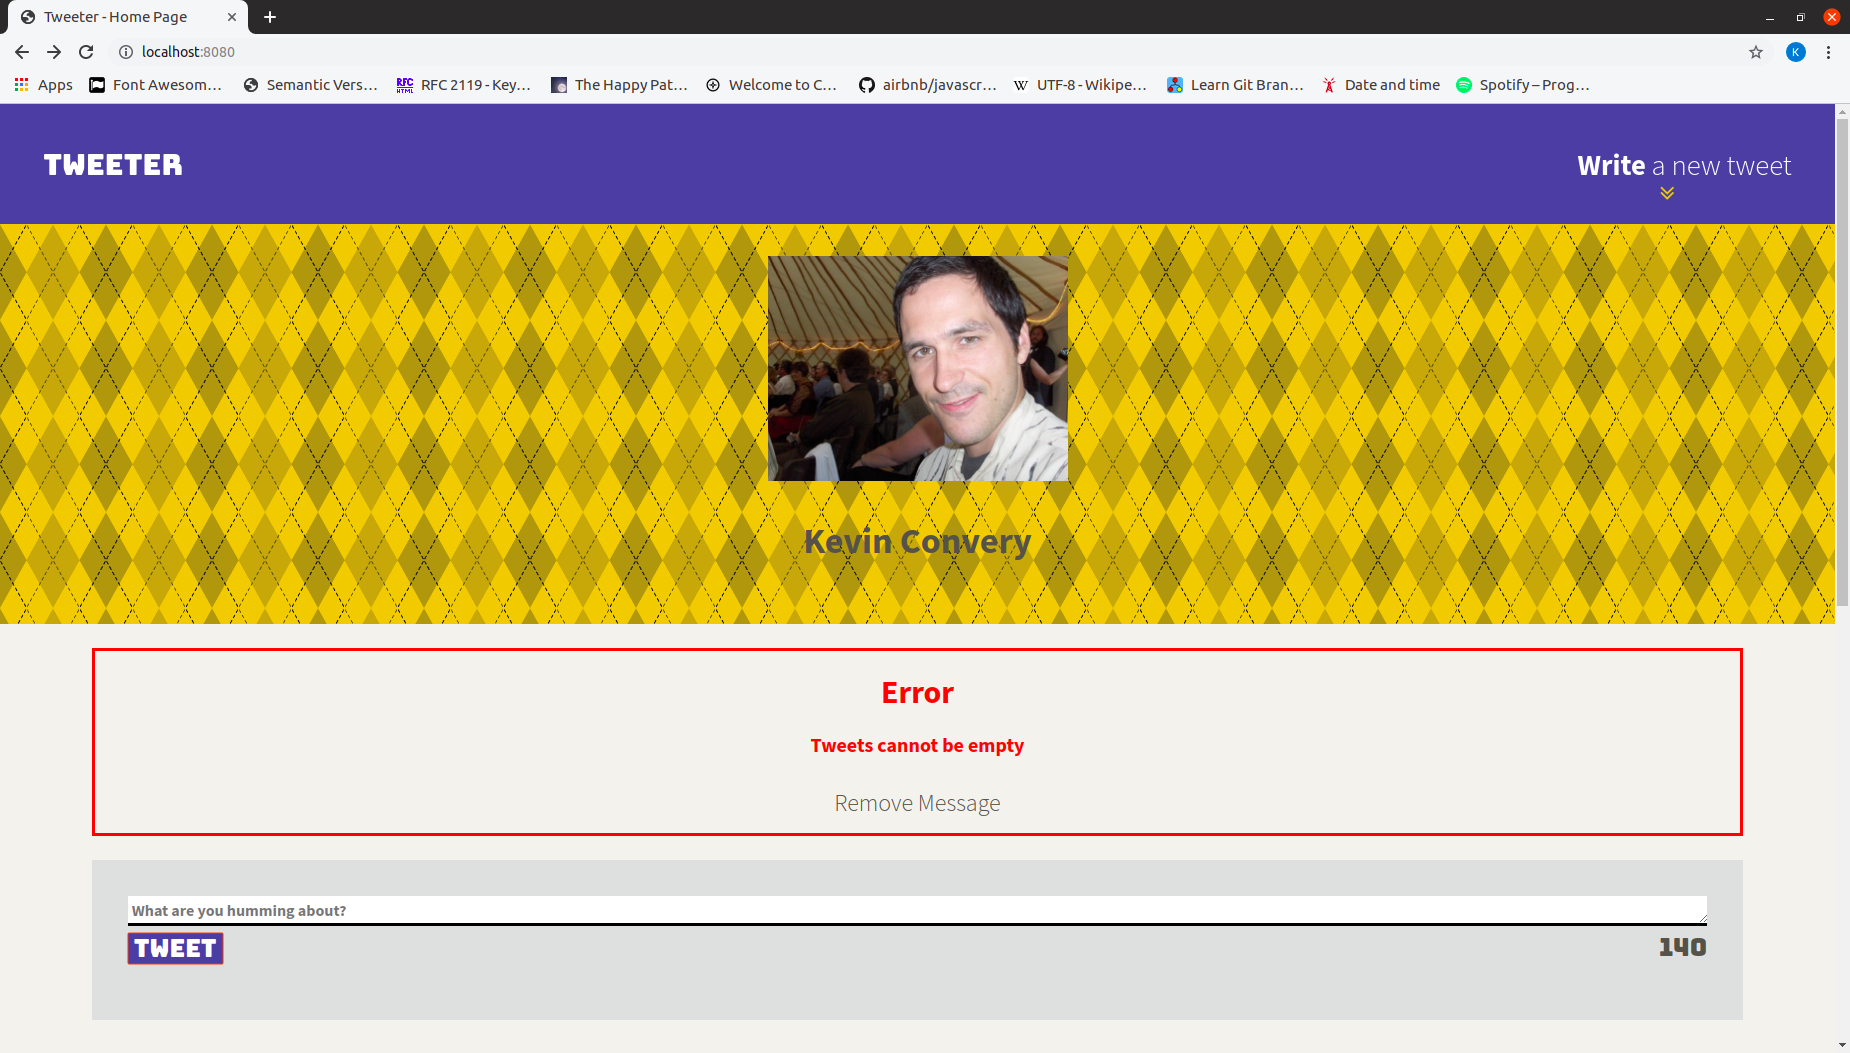 Tweeter - Home Page
localhost:8080
K
Apps
Font Awesom...
Semantic Vers...
RFC HTML
RFC 2119 - Key...
The Happy Pat...
Welcome to C...
airbnb/javascr...
W
UTF-8 - Wikipe...
Learn Git Bran...
Date and time
Spotify – Prog...
TWEETER
Write a new tweet
Kevin Convery
Error
Tweets cannot be empty
Remove Message
What are you humming about?
TWEET
140